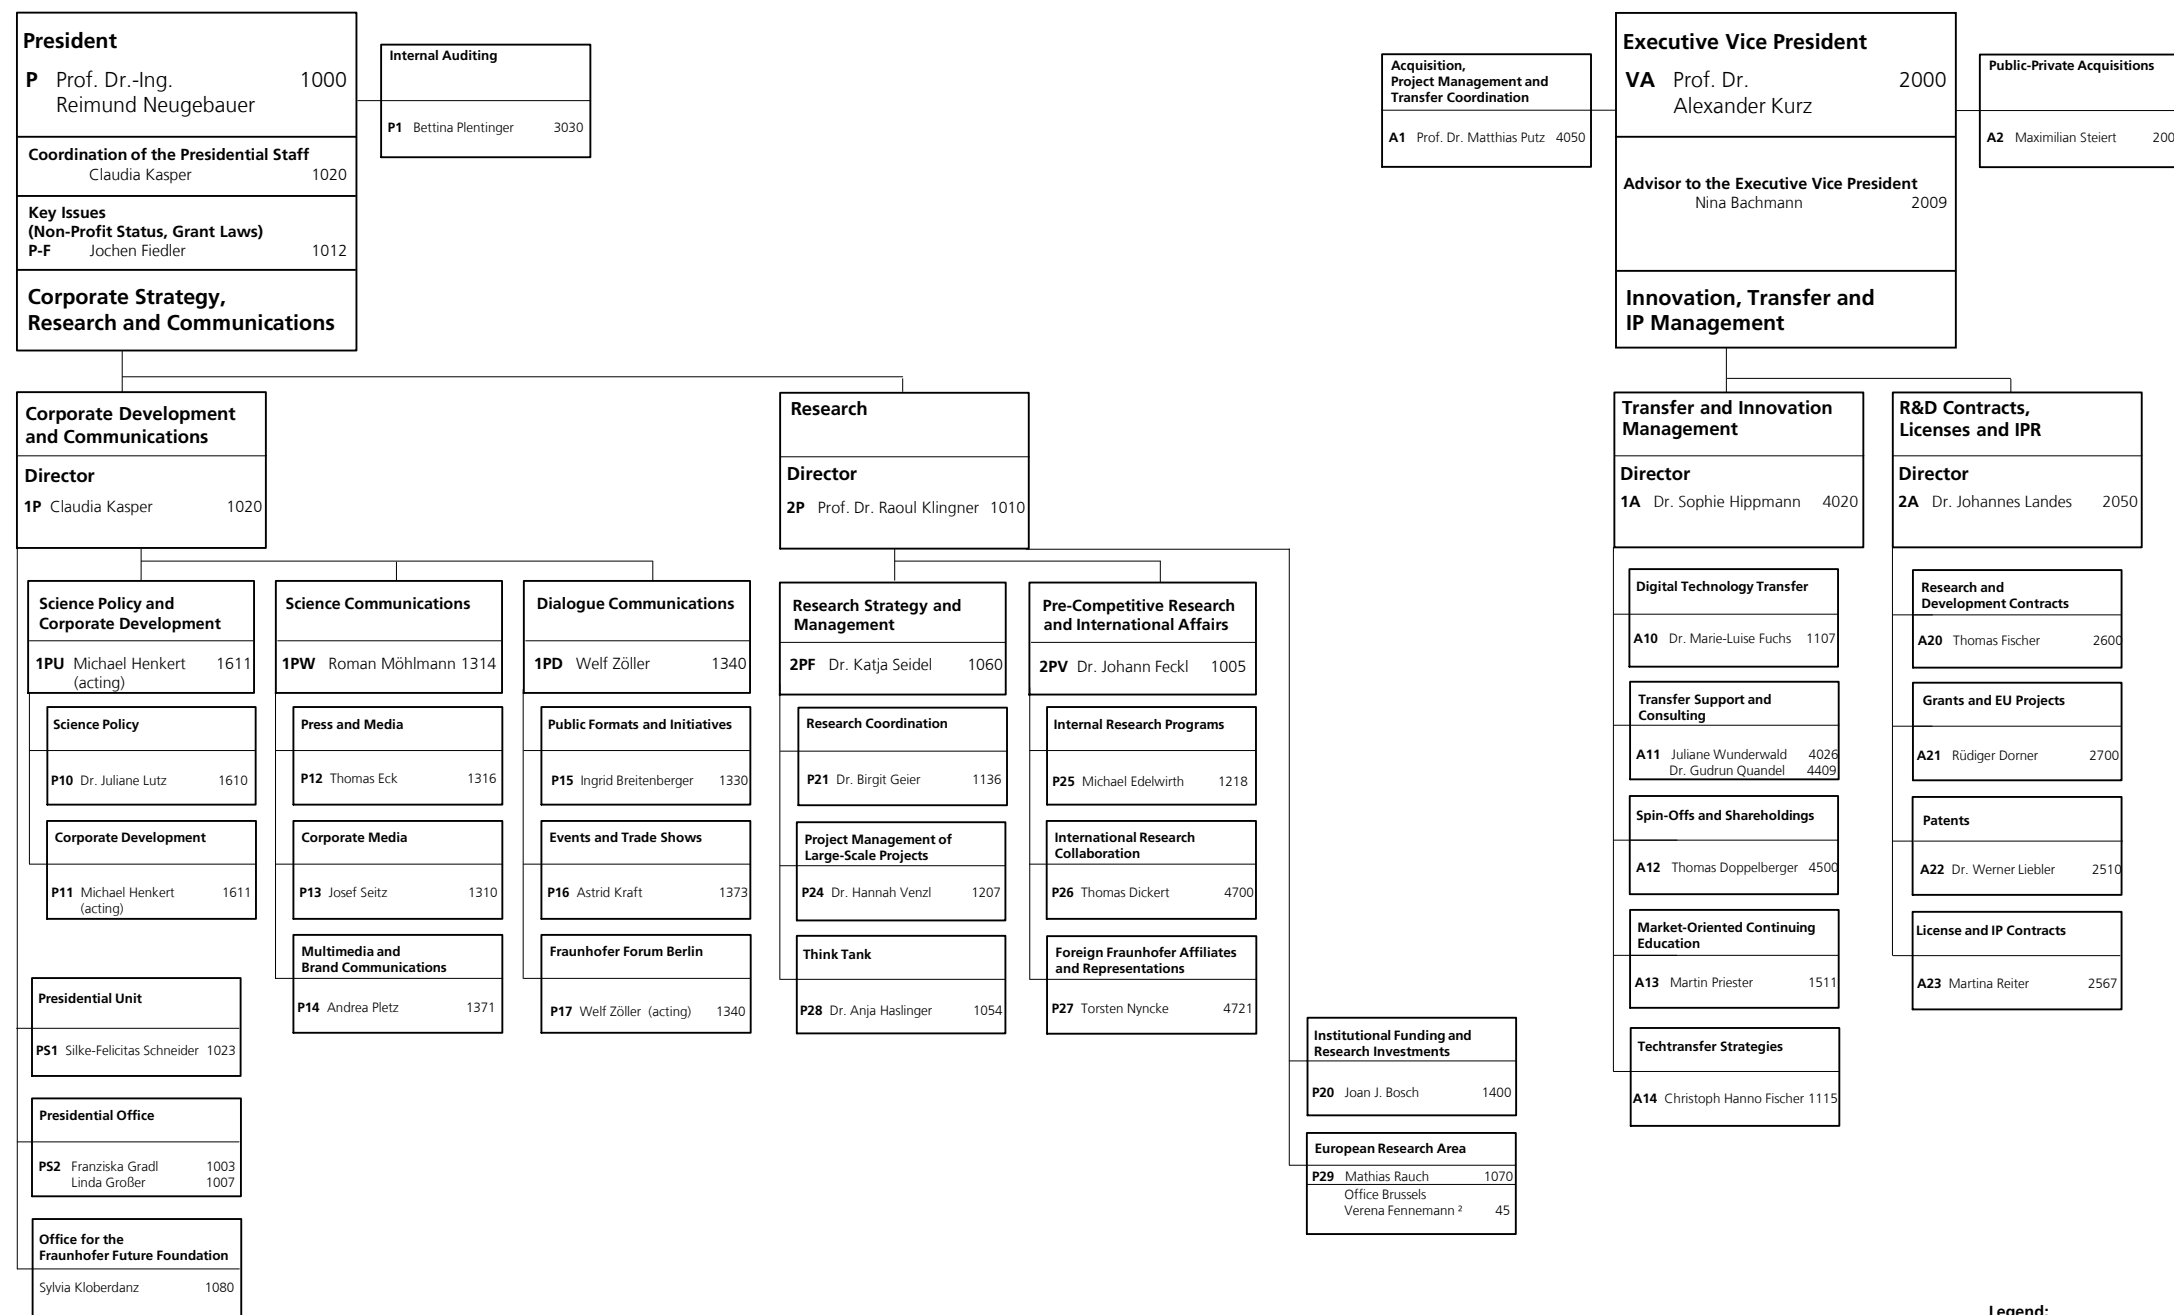 President
P Prof. Dr.-Ing. 1000
Reimund Neugebauer
Coordination of the Presidential Staff
Claudia Kasper 1020
Key Issues
(Non-Profit Status, Grant Laws)
P-F Jochen Fiedler 1012
Corporate Strategy,
Research and Communications
Internal Auditing
P1 Bettina Plentinger 3030
Acquisition,
Project Management and
Transfer Coordination
A1 Prof. Dr. Matthias Putz 4050
Executive Vice President
VA Prof. Dr. 2000
Alexander Kurz
Advisor to the Executive Vice President
Nina Bachmann 2009
Innovation, Transfer and
IP Management
Public-Private Acquisitions
A2 Maximilian Steiert 200
Corporate Development
and Communications
Director
1P Claudia Kasper 1020
Research
Director
2P Prof. Dr. Raoul Klingner 1010
Transfer and Innovation
Management
Director
1A Dr. Sophie Hippmann 4020
R&D Contracts,
Licenses and IPR
Director
2A Dr. Johannes Landes 2050
Science Policy and
Corporate Development
1PU Michael Henkert 1611
(acting)
Science Policy
P10 Dr. Juliane Lutz 1610
Corporate Development
P11 Michael Henkert 1611
(acting)
Science Communications
1PW Roman Möhlmann 1314
Press and Media
P12 Thomas Eck 1316
Corporate Media
P13 Josef Seitz 1310
Multimedia and
Brand Communications
P14 Andrea Pletz 1371
Dialogue Communications
1PD Welf Zöller 1340
Public Formats and Initiatives
P15 Ingrid Breitenberger 1330
Events and Trade Shows
P16 Astrid Kraft 1373
Fraunhofer Forum Berlin
P17 Welf Zöller (acting) 1340
Presidential Unit
PS1 Silke-Felicitas Schneider 1023
Presidential Office
PS2 Franziska Gradl 1003
Linda Großer 1007
Office for the
Fraunhofer Future Foundation
Sylvia Kloberdanz 1080
Research Strategy and
Management
2PF Dr. Katja Seidel 1060
Research Coordination
P21 Dr. Birgit Geier 1136
Project Management of
Large-Scale Projects
P24 Dr. Hannah Venzl 1207
Think Tank
P28 Dr. Anja Haslinger 1054
Pre-Competitive Research
and International Affairs
2PV Dr. Johann Feckl 1005
Internal Research Programs
P25 Michael Edelwirth 1218
International Research
Collaboration
P26 Thomas Dickert 4700
Foreign Fraunhofer Affiliates
and Representations
P27 Torsten Nyncke 4721
Institutional Funding and
Research Investments
P20 Joan J. Bosch 1400
European Research Area
P29 Mathias Rauch 1070
Office Brussels
Verena Fennemann ² 45
Digital Technology Transfer
A10 Dr. Marie-Luise Fuchs 1107
Transfer Support and
Consulting
A11 Juliane Wunderwald 4026
Dr. Gudrun Quandel 4409
Spin-Offs and Shareholdings
A12 Thomas Doppelberger 4500
Market-Oriented Continuing
Education
A13 Martin Priester 1511
Techtransfer Strategies
A14 Christoph Hanno Fischer 1115
Research and
Development Contracts
A20 Thomas Fischer 2600
Grants and EU Projects
A21 Rüdiger Dorner 2700
Patents
A22 Dr. Werner Liebler 2510
License and IP Contracts
A23 Martina Reiter 2567
Legend: